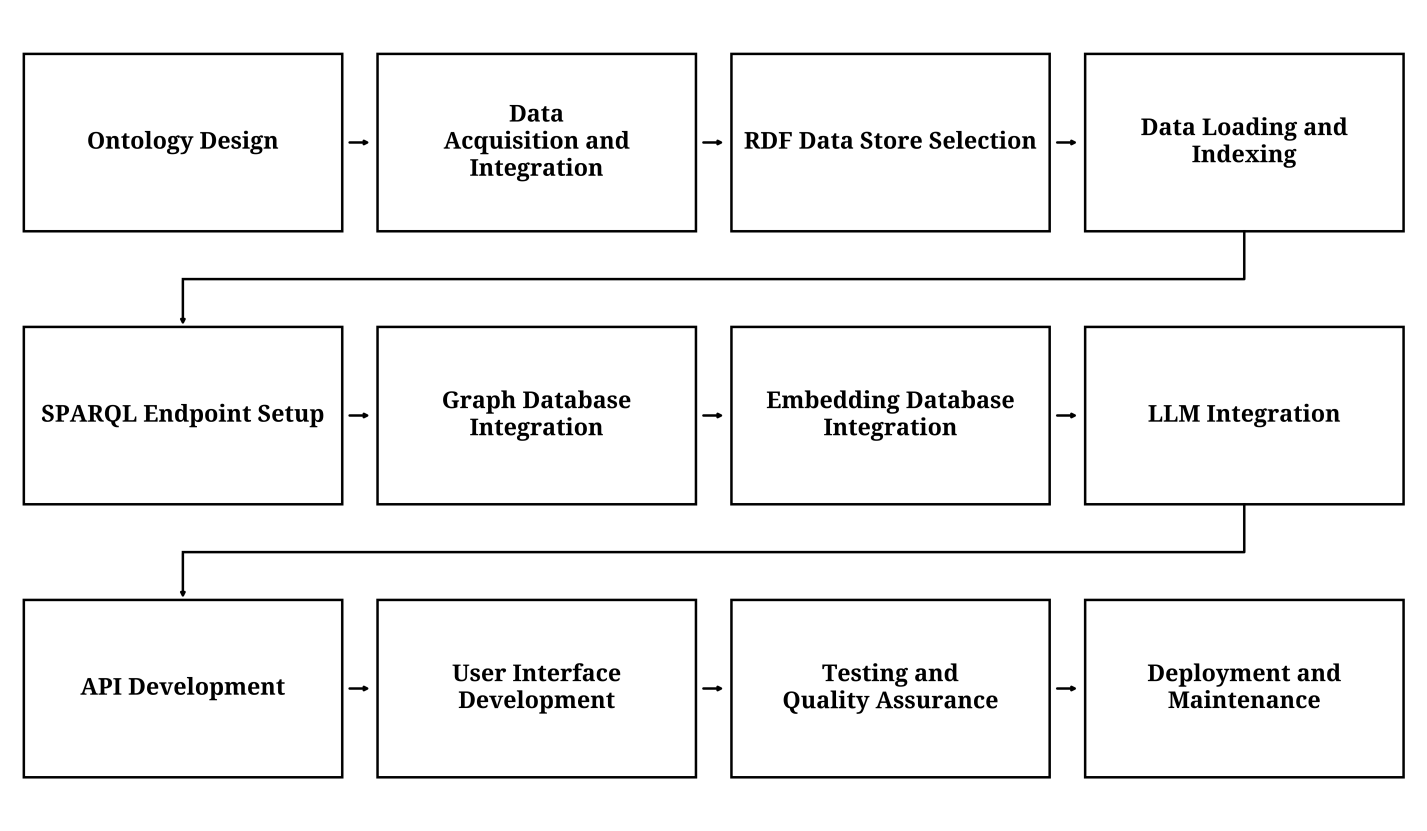 Ontology Design
Data
Acquisition and
Integration
RDF Data Store Selection
Data Loading and
Indexing
SPARQL Endpoint Setup
Graph Database
Integration
Embedding Database
Integration
LLM Integration
API Development
User Interface
Development
Testing and
Quality Assurance
Deployment and
Maintenance